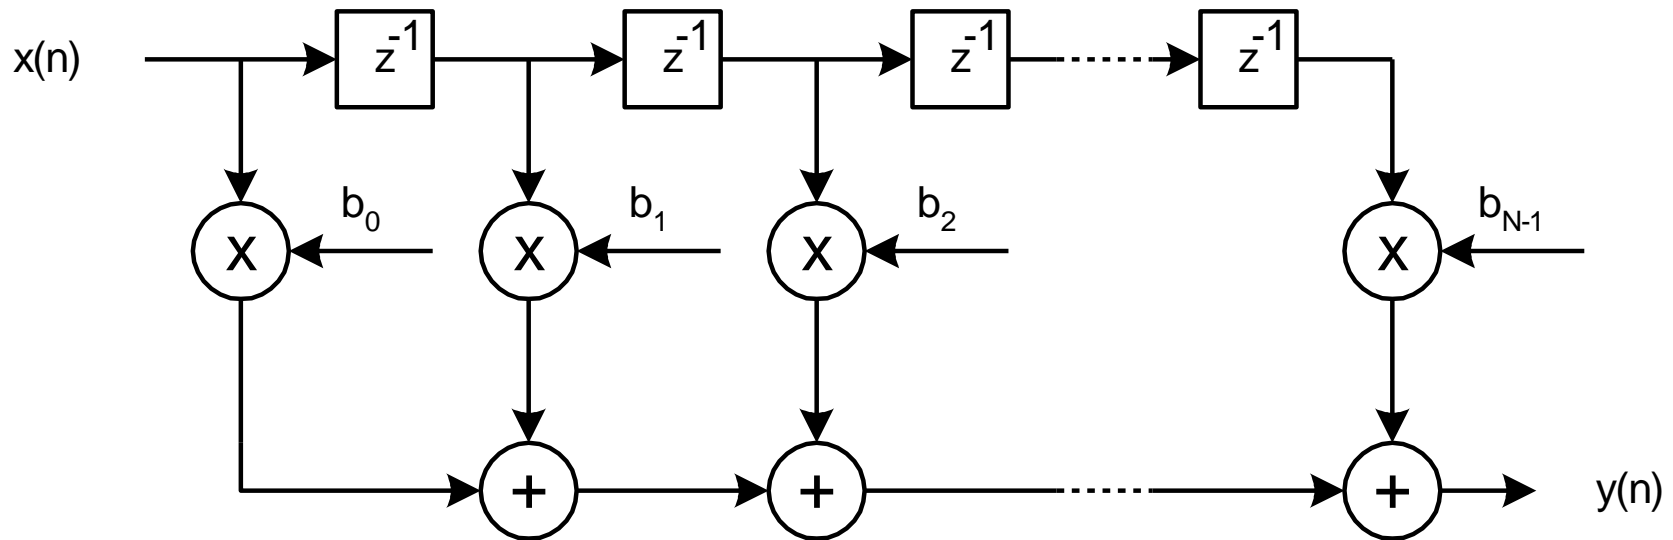 x(n) z-1 z-1 z-1 z-1
b0 b1 b2 bN-1
x x x x
+ + + y(n)